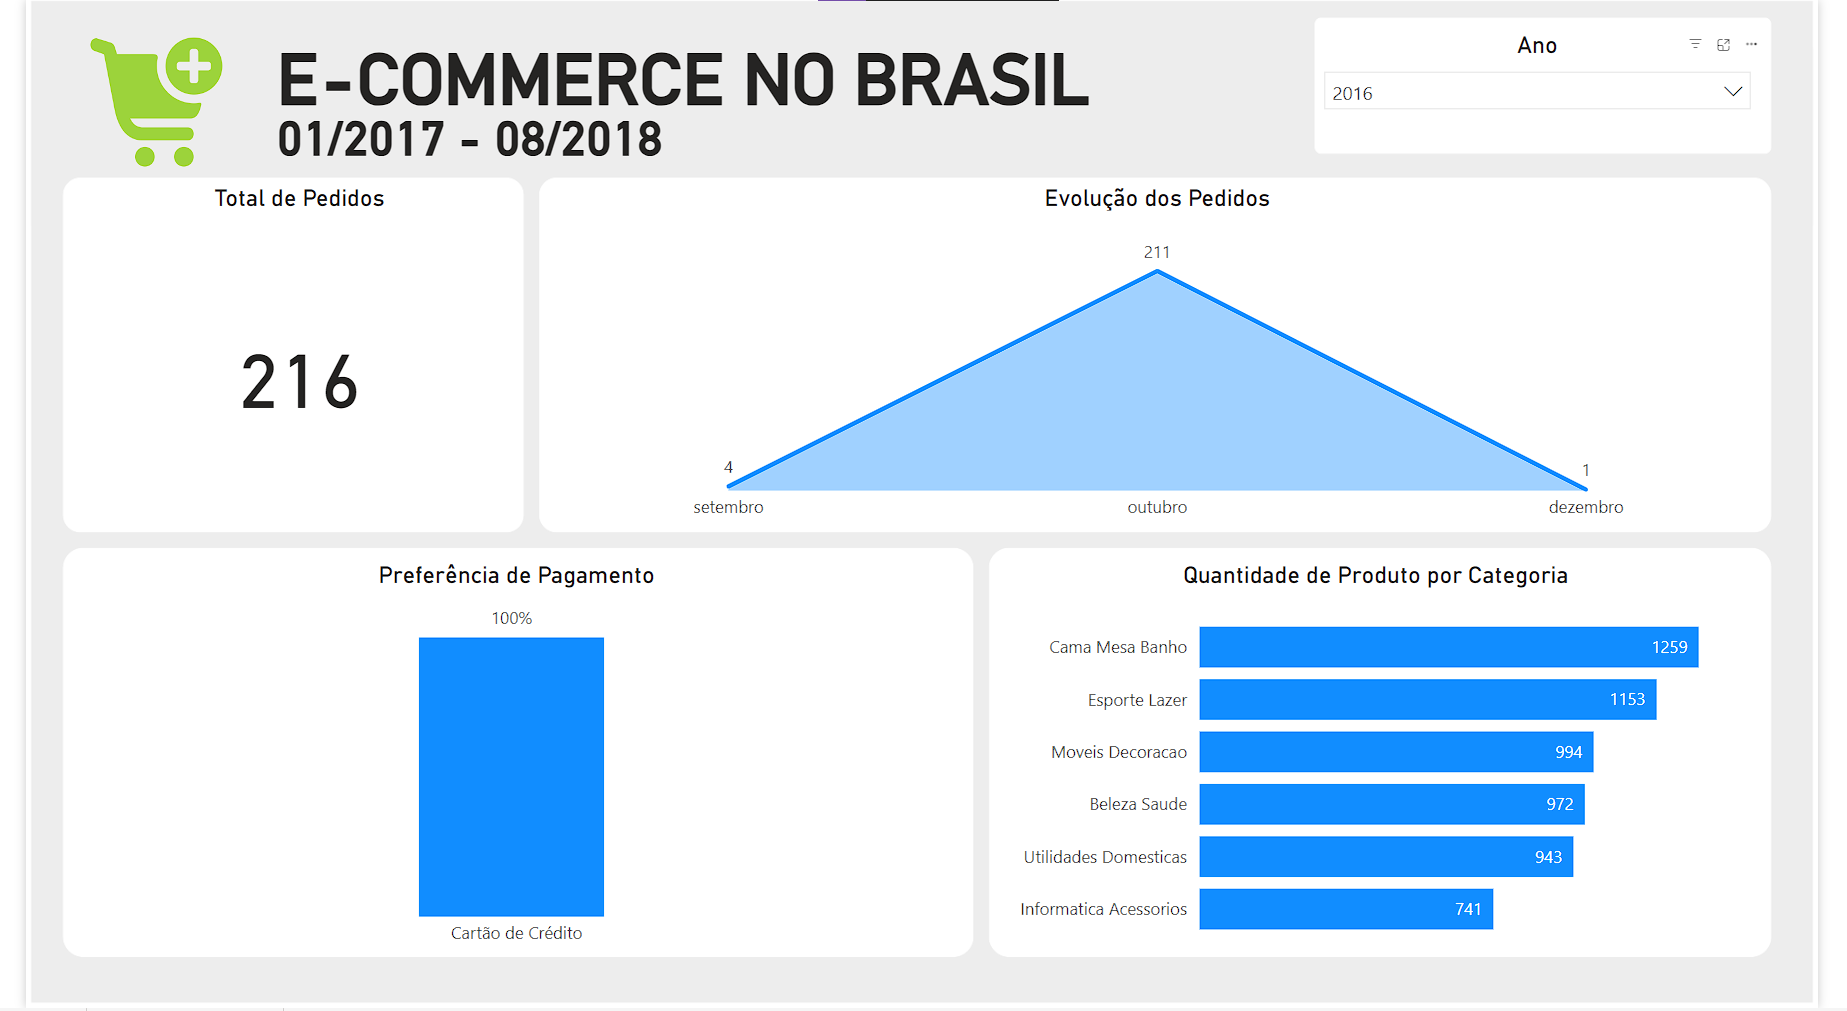 E-COMMERCE NO BRASIL
01/2017 - 08/2018
Ano
2016
Total de Pedidos
216
Evolução dos Pedidos
211
4
1
setembro
outubro
dezembro
Preferência de Pagamento
100%
Cartão de Crédito
Quantidade de Produto por Categoria
Cama Mesa Banho 1259
Esporte Lazer 1153
Moveis Decoracao 994
Beleza Saude 972
Utilidades Domesticas 943
Informatica Acessorios 741